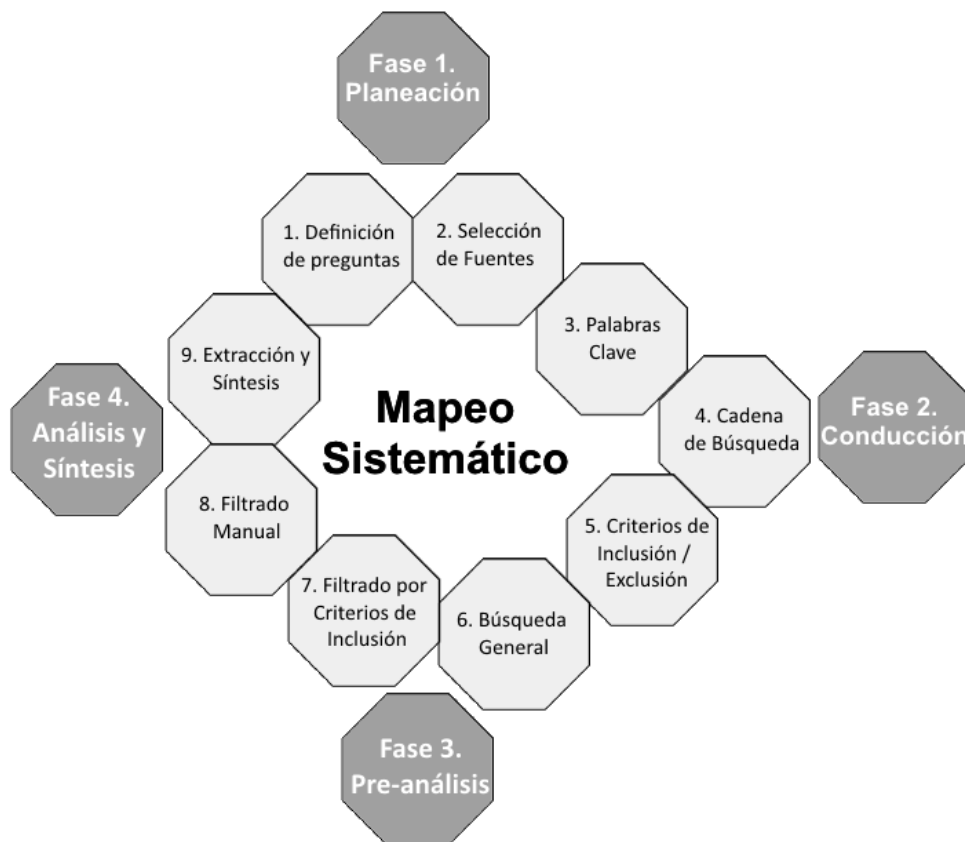 Fase 1.
Planeación
1. Definición
de preguntas
2. Selección
de Fuentes
3. Palabras
Clave
4. Cadena
de Búsqueda
Fase 2.
Conducción
5. Criterios de
Inclusión /
Exclusión
6. Búsqueda
General
7. Filtrado por
Criterios de
Inclusión
Fase 3.
Pre-análisis
8. Filtrado
Manual
9. Extracción y
Síntesis
Fase 4.
Análisis y
Síntesis
Mapeo
Sistemático